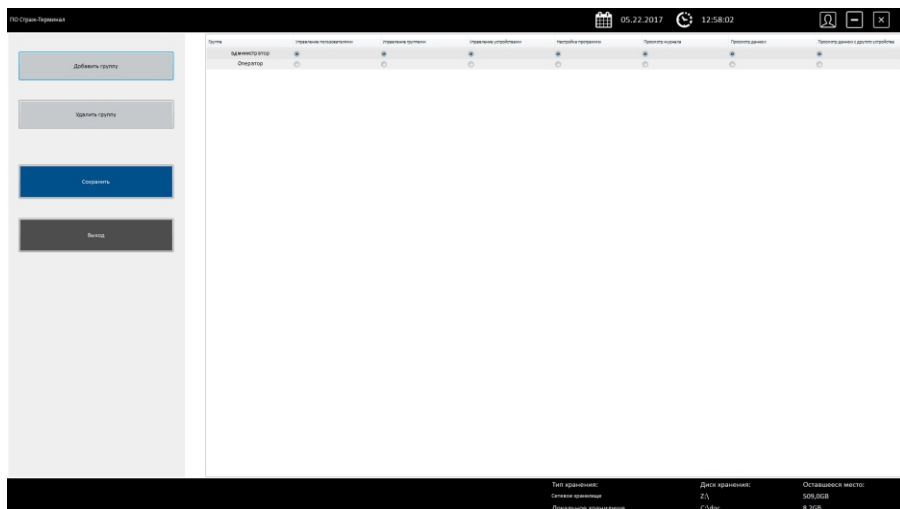 ПО Страж-Терминал 05.22.2017 12:58:02
Группа Управление пользователями Управление группами Управление устройствами Настройка программы Просмотр журнала Просмотр данных Просмотр данных с других устройства
администратор
Оператор
Добавить группу
Удалить группу
Сохранить
Выход
Тип хранения: Диск хранения: Оставшееся место:
Сетевое хранилище Z:\ 509,0GB
Локальное хранилище C:\doc 8,7GB